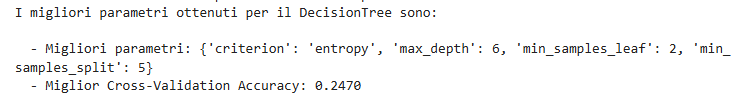 I migliori parametri ottenuti per il DecisionTree sono:
- Migliori parametri: {'criterion': 'entropy', 'max_depth': 6, 'min_samples_leaf': 2, 'min_
samples_split': 5}
- Miglior Cross-Validation Accuracy: 0.2470